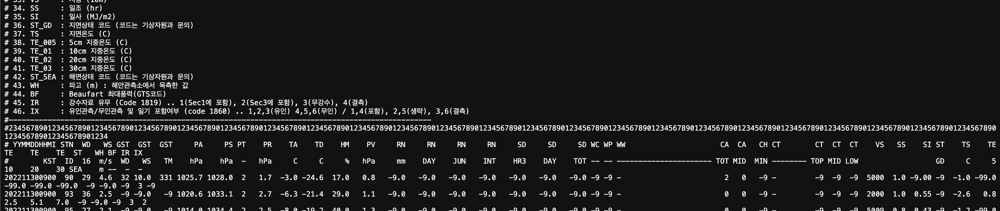 # 33. VS      : 시정 (10m)
# 34. SS      : 일조 (hr)
# 35. SI      : 일사 (MJ/m2)
# 36. ST_GD   : 지면상태 코드 (코드는 기상자원과 문의)
# 37. TS      : 지면온도 (C)
# 38. TE_005 : 5cm 지중온도 (C)
# 39. TE_01   : 10cm 지중온도 (C)
# 40. TE_02   : 20cm 지중온도 (C)
# 41. TE_03   : 30cm 지중온도 (C)
# 42. ST_SEA : 해면상태 코드 (코드는 기상자원과 문의)
# 43. WH      : 파고 (m) : 해안관측소에서 목측한 값
# 44. BF      : Beaufart 최대풍력(GTS코드)
# 45. IR      : 강수자료 유무 (Code 1819) .. 1(Sec1에 포함), 2(Sec3에 포함), 3(무강수), 4(결측)
# 46. IX      : 유인관측/무인관측 및 일기 포함여부 (code 1860) .. 1,2,3(유인) 4,5,6(무인) / 1,4(포함), 2,5(생략), 3,6(결측)
#--------------------------------------------------------------------------------------------------
#23456789012345678901234567890123456789012345678901234567890123456789012345678901234567890123456789012345678901234567890123456789012345678901234567890123456789012345678901234567890123456789012345678901234567890123456789012345678901234567890
123456789012345678901234
# YYMMDDHHMI STN  WD   WS GST  GST  GST     PA     PS PT    PR    TA    TD    HM    PV     RN     RN     RN     RN     SD     SD     SD WC WP WW                      CA  CA   CH CT        CT  CT  CT    VS   SS    SI ST    TS    TE
TE    TE    TE  ST   WH BF IR IX
#        KST  ID  16  m/s  WD   WS   TM    hPa    hPa  -   hPa     C     C     %   hPa     mm    DAY    JUN    INT    HR3    DAY    TOT -- -- ---------------------- TOT MID  MIN -------- TOP MID LOW                  GD     C     5
10    20    30 SEA    m --  -  -
202211300900  90  29  4.6  32 10.0  331 1025.7 1028.0  2   1.7  -3.0 -24.6  17.0   0.8   -9.0   -9.0   -9.0   -9.0   -9.0   -9.0   -9.0 -9 -9 -                       2   0   -9 -         -9  -9  -9  5000  1.0 -9.00 -9  -1.0 -99.0
-99.0 -99.0 -99.0  -9 -9.0 -9  3 -9
202211300900  93  36  2.5  -9 -9.0   -9 1020.6 1033.1  2   2.7  -6.3 -21.4  29.0   1.1   -9.0   -9.0   -9.0   -9.0   -9.0   -9.0   -9.0 -9 -9 -                       0   0   -9 -         -9  -9  -9  2000  1.0  0.55 -9  -2.6   0.8
2.5   5.1   7.0  -9 -9.0 -9  3  2
202211300900  95  27  2.1  -9 -9.0   -9 1014.0 1034.4  2   2.5  -8.0 -19.2  40.0   1.3   -9.0   -9.0   -9.0   -9.0   -9.0   -9.0   -9.0 -9 -9 -                       0   0   -9 -         -9  -9  -9  5009  0.8  0.43 -9  -1.2 -99.0